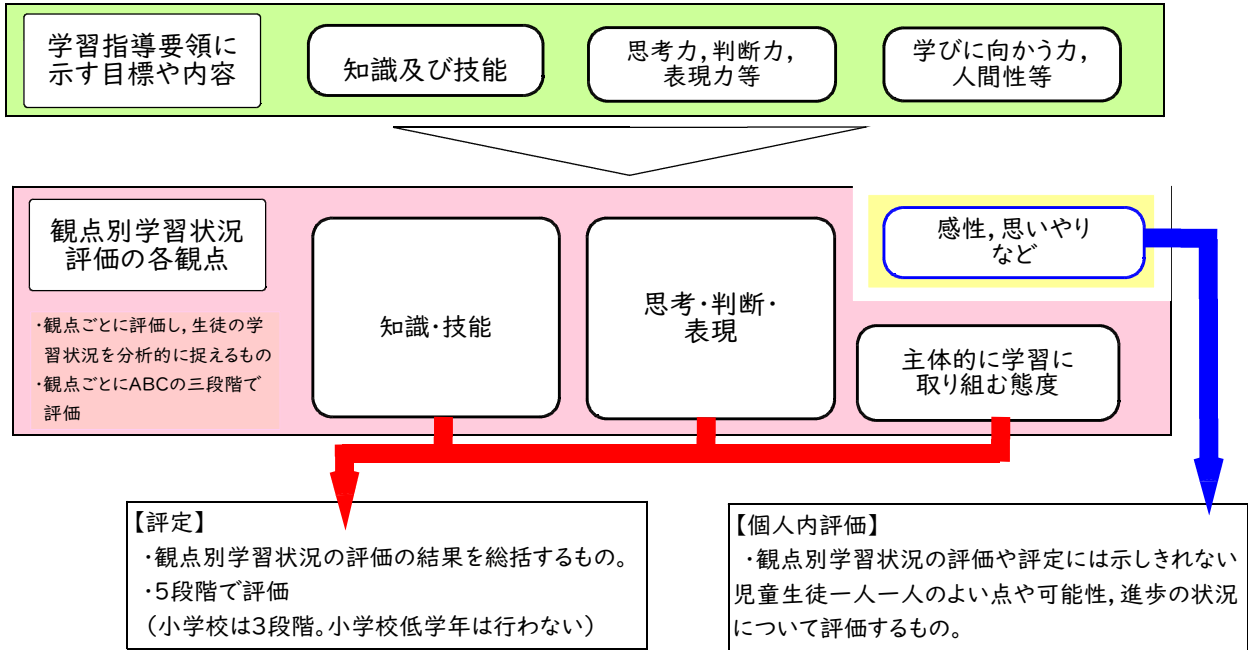 学習指導要領に
示す目標や内容
知識及び技能
思考力，判断力，
表現力等
学びに向かう力，
人間性等
観点別学習状況
評価の各観点
・観点ごとに評価し，生徒の学
習状況を分析的に捉えるもの
・観点ごとにABCの三段階で
評価
知識・技能
思考・判断・
表現
感性，思いやり
など
主体的に学習に
取り組む態度
【評定】
・観点別学習状況の評価の結果を総括するもの。
・5段階で評価
（小学校は3段階。小学校低学年は行わない）
【個人内評価】
・観点別学習状況の評価や評定には示しきれない
児童生徒一人一人のよい点や可能性，進歩の状況
について評価するもの。